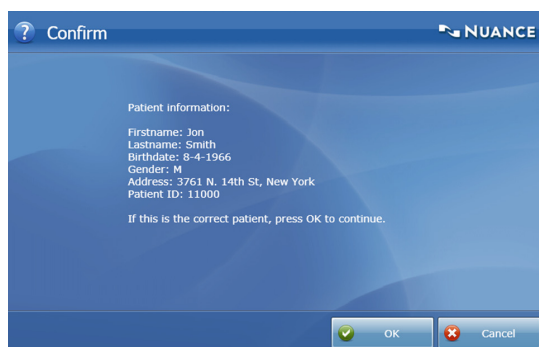 Confirm
NUANCE
Patient information:
Firstname: Jon
Lastname: Smith
Birthdate: 8-4-1966
Gender: M
Address: 3761 N. 14th St, New York
Patient ID: 11000
If this is the correct patient, press OK to continue.
OK
Cancel